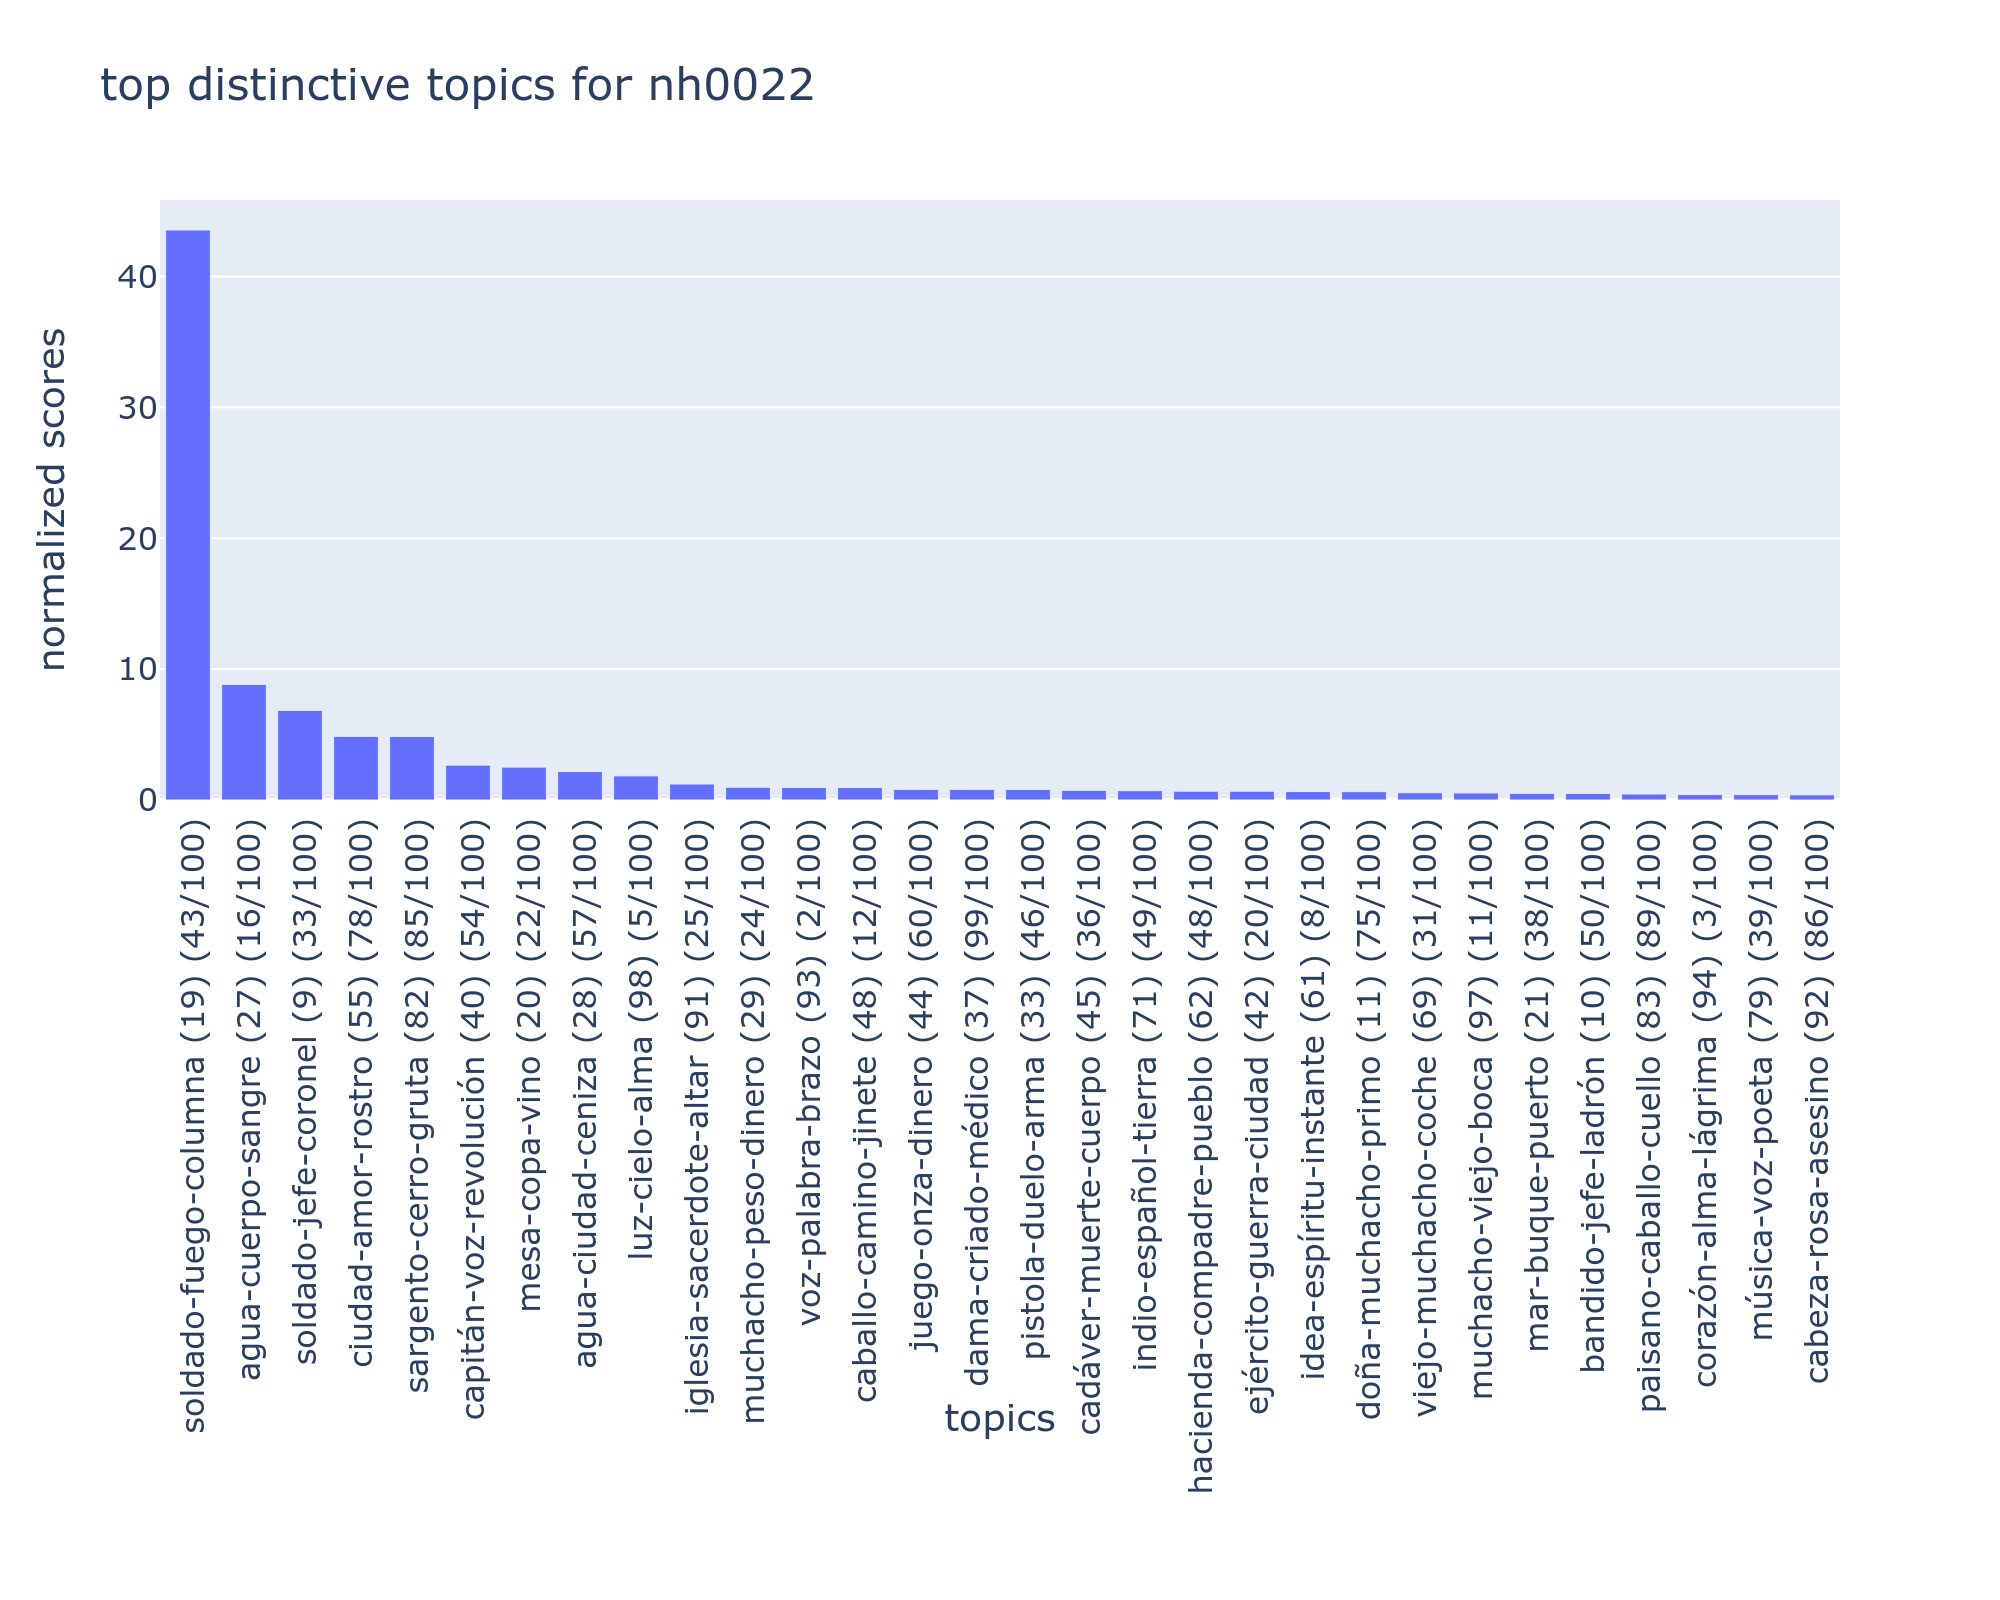 top distinctive topics for nh0022
normalized scores
40
30
20
10
0
soldado-fuego-columna (19) (43/100)
agua-cuerpo-sangre (27) (16/100)
soldado-jefe-coronel (9) (33/100)
ciudad-amor-rostro (55) (78/100)
sargento-cerro-gruta (82) (85/100)
capitán-voz-revolución (40) (54/100)
mesa-copa-vino (20) (22/100)
agua-ciudad-ceniza (28) (57/100)
luz-cielo-alma (98) (5/100)
iglesia-sacerdote-altar (91) (25/100)
muchacho-peso-dinero (29) (24/100)
voz-palabra-brazo (93) (2/100)
caballo-camino-jinete (48) (12/100)
juego-onza-dinero (44) (60/100)
dama-criado-médico (37) (99/100)
pistola-duelo-arma (33) (46/100)
cadáver-muerte-cuerpo (45) (36/100)
indio-español-tierra (71) (49/100)
hacienda-compadre-pueblo (62) (48/100)
ejército-guerra-ciudad (42) (20/100)
idea-espíritu-instante (61) (8/100)
doña-muchacho-primo (11) (75/100)
viejo-muchacho-coche (69) (31/100)
muchacho-viejo-boca (97) (11/100)
mar-buque-puerto (21) (38/100)
bandido-jefe-ladrón (10) (50/100)
paisano-caballo-cuello (83) (89/100)
corazón-alma-lágrima (94) (3/100)
música-voz-poeta (79) (39/100)
cabeza-rosa-asesino (92) (86/100)
topics